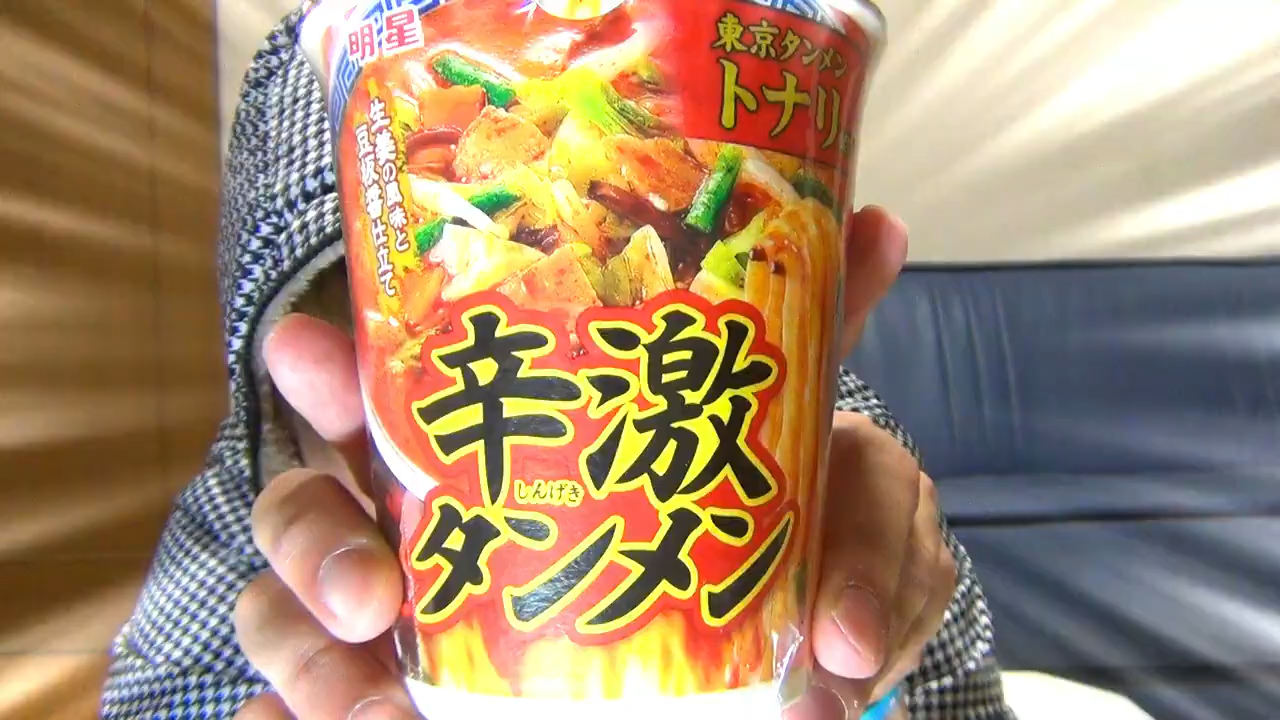 明星
東京タンメン
トナリ
生姜の風味と
豆板醤仕立て
辛激
しんげき
タンメン